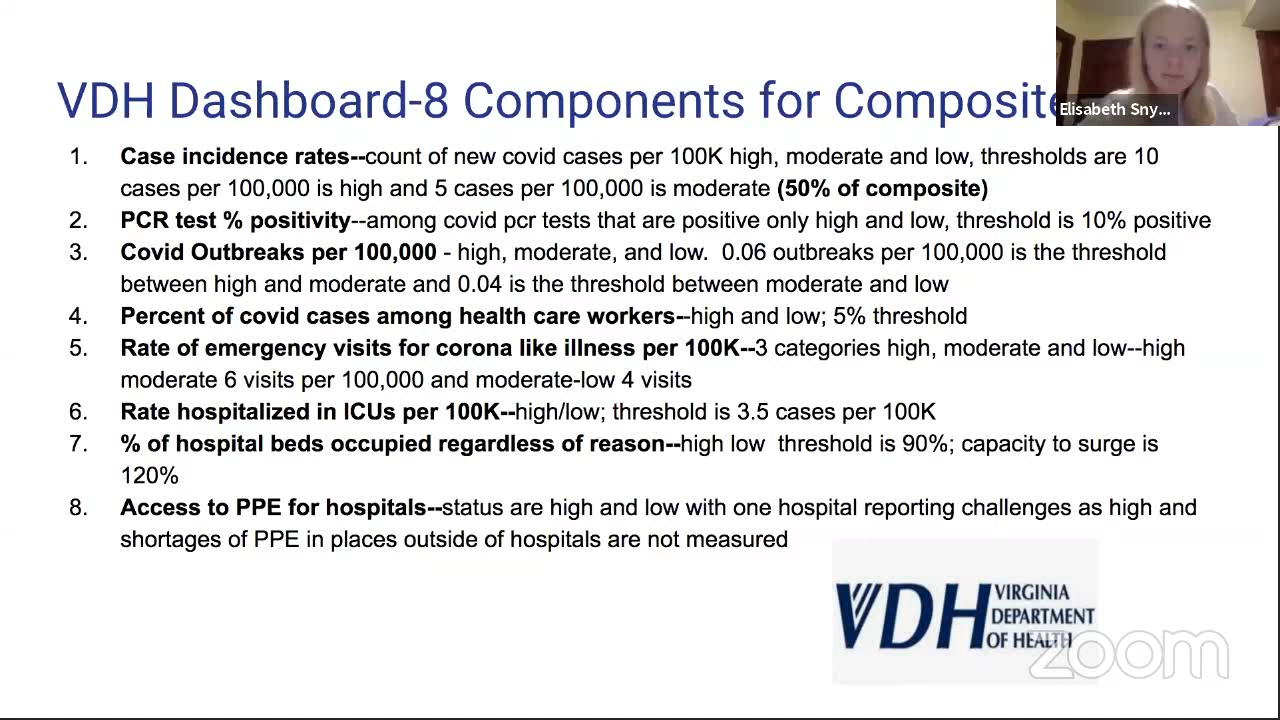 VDH Dashboard-8 Components for Composite
Elisabeth Sny...
1. Case incidence rates--count of new covid cases per 100K high, moderate and low, thresholds are 10
cases per 100,000 is high and 5 cases per 100,000 is moderate (50% of composite)
2. PCR test % positivity--among covid pcr tests that are positive only high and low, threshold is 10% positive
3. Covid Outbreaks per 100,000 - high, moderate, and low. 0.06 outbreaks per 100,000 is the threshold
between high and moderate and 0.04 is the threshold between moderate and low
4. Percent of covid cases among health care workers--high and low; 5% threshold
5. Rate of emergency visits for corona like illness per 100K--3 categories high, moderate and low--high
moderate 6 visits per 100,000 and moderate-low 4 visits
6. Rate hospitalized in ICUs per 100K--high/low; threshold is 3.5 cases per 100K
7. % of hospital beds occupied regardless of reason--high low threshold is 90%; capacity to surge is
120%
8. Access to PPE for hospitals--status are high and low with one hospital reporting challenges as high and
shortages of PPE in places outside of hospitals are not measured
VDH VIRGINIA
DEPARTMENT
OF HEALTH
zoom